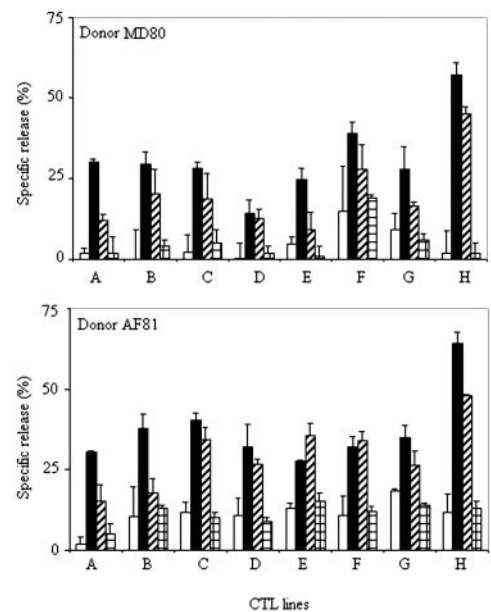 75
Donor MD80
50
Specific release (%)
25
0
A B C D E F G H
75
Donor AF81
50
Specific release (%)
25
0
A B C D E F G H
CTL lines